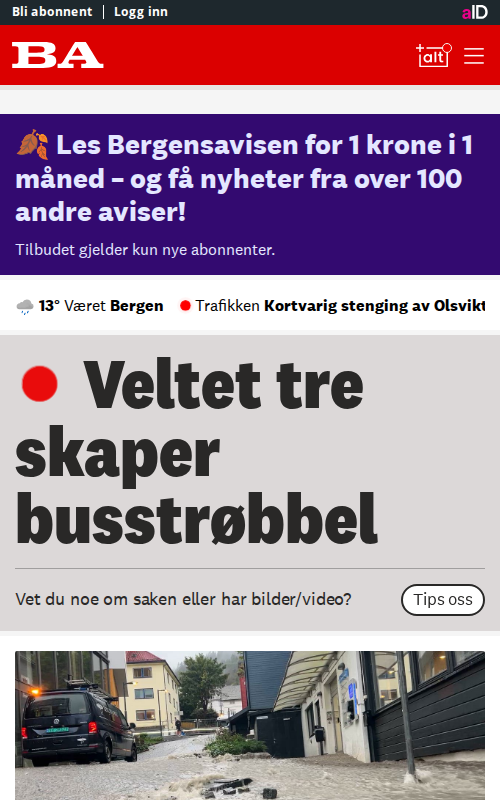 Bli abonnent | Logg inn
aID
BA
+alt
Les Bergensavisen for 1 krone i 1
måned – og få nyheter fra over 100
andre aviser!
Tilbudet gjelder kun nye abonnenter.
13° Været Bergen Trafikken Kortvarig stenging av Olsvikt
Veltet tre
skaper
busstrøbbel
Vet du noe om saken eller har bilder/video?
Tips oss